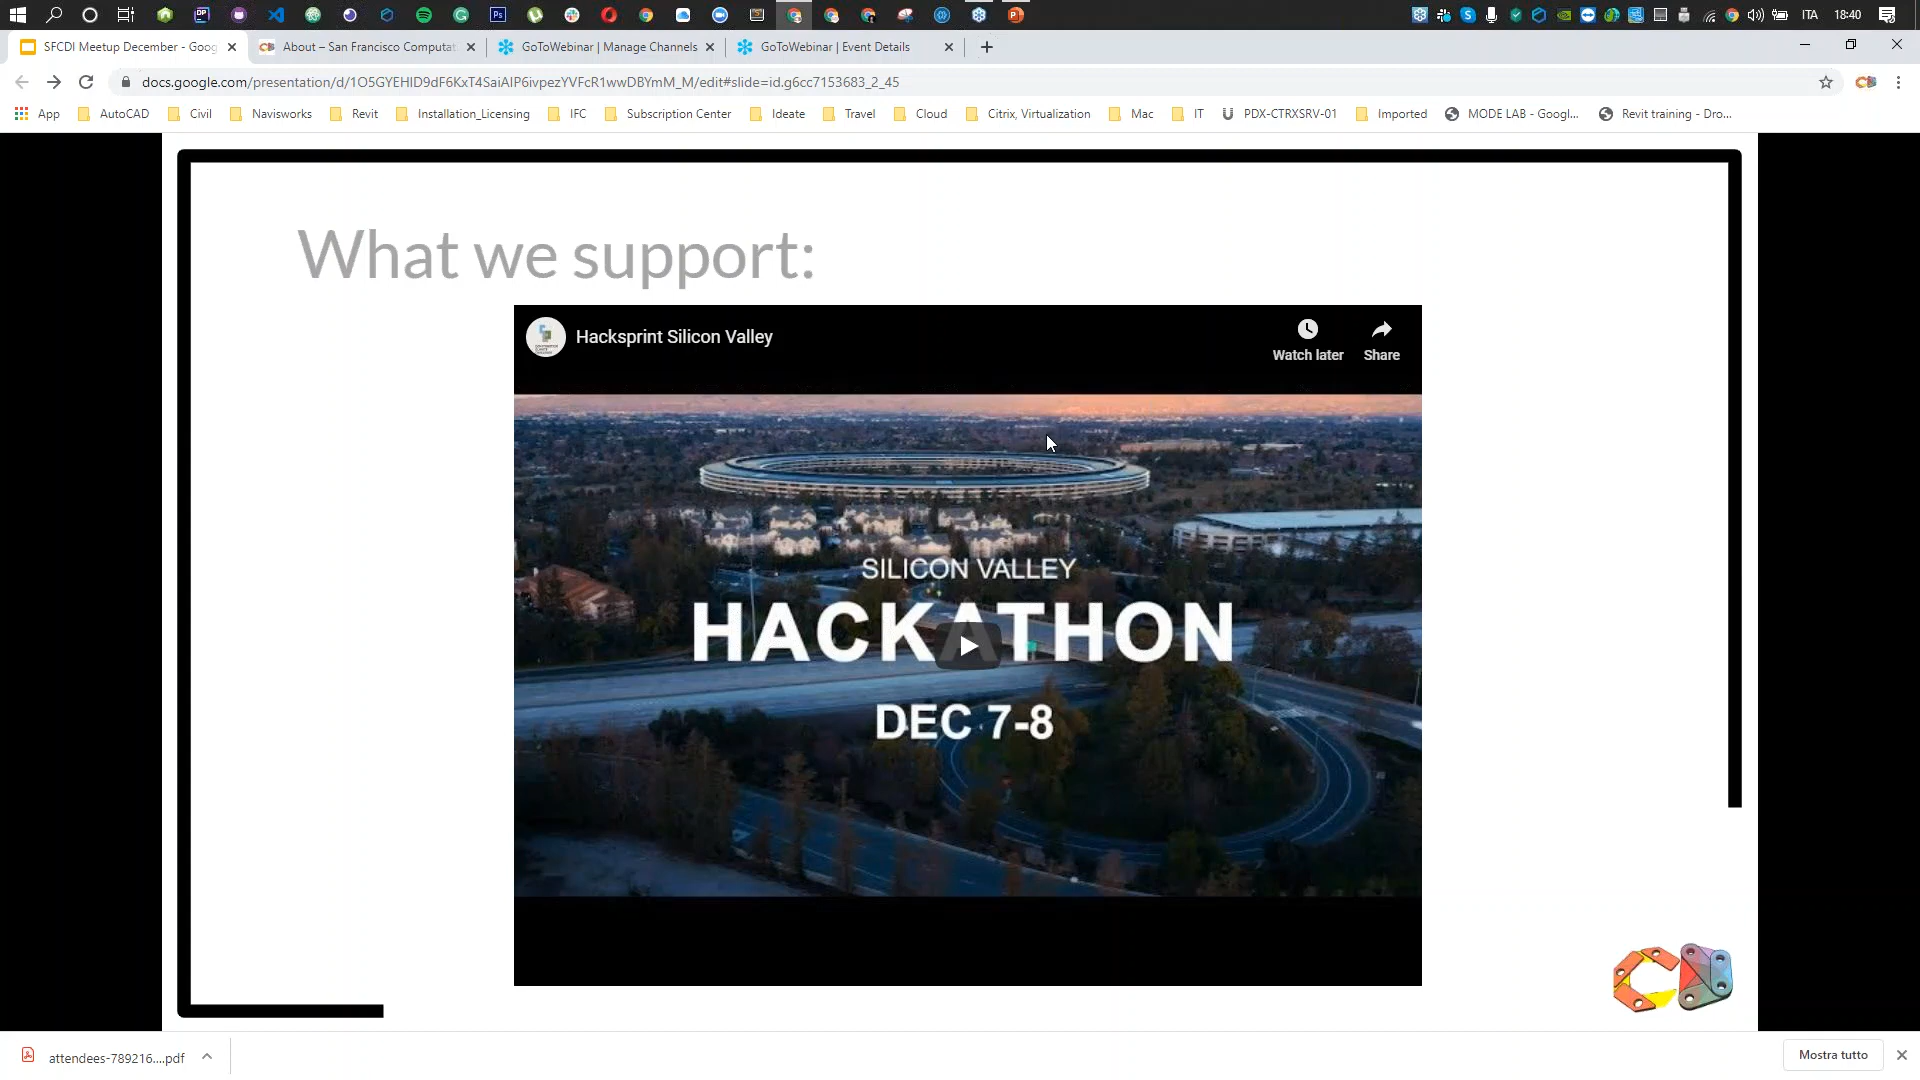 ITA 18:40
SFCDI Meetup December - Goog
About – San Francisco Computat
GoToWebinar | Manage Channels
GoToWebinar | Event Details
docs.google.com/presentation/d/1O5GYEHlD9dF6KxT4SaiAIP6ivpezYVFcR1wwDBYmM_M/edit#slide=id.g6cc7153683_2_45
App AutoCAD Civil Navisworks Revit Installation_Licensing IFC Subscription Center Ideate Travel Cloud Citrix, Virtualization Mac IT PDX-CTRXSRV-01 Imported MODE LAB - Googl... Revit training - Dro...
What we support:
Hacksprint Silicon Valley
Watch later
Share
SILICON VALLEY
HACKATHON
DEC 7-8
attendees-789216....pdf
Mostra tutto